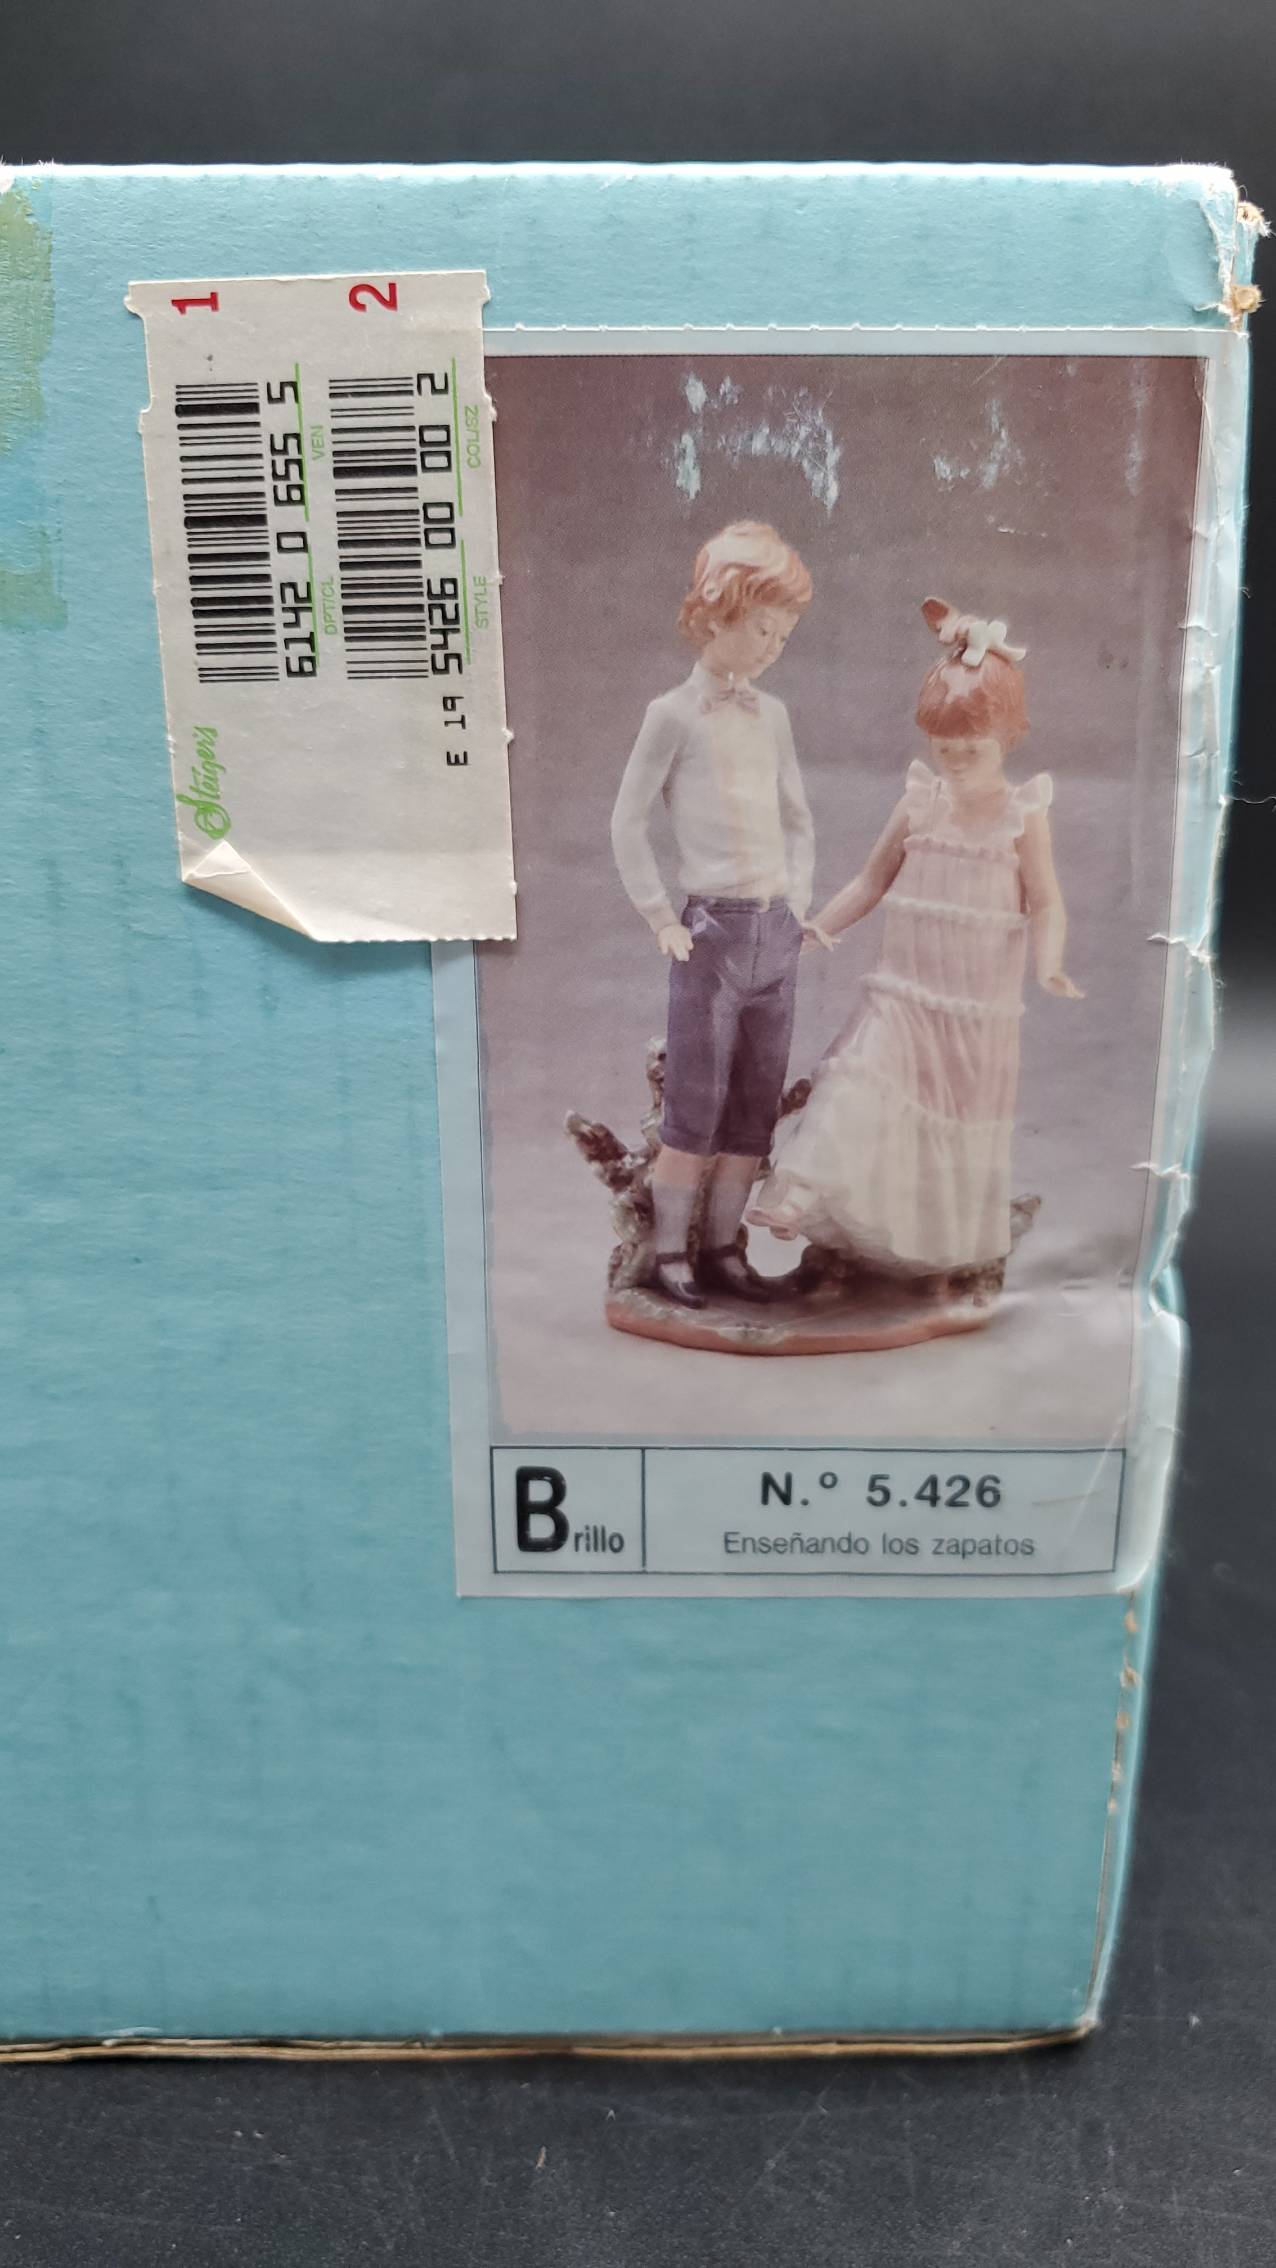 1
2
6142 0 655 5
DPT/CL VEN
5426 00 00 2
STYLE COL/SZ
E 19
Steiger's
Brillo
N.º 5.426
Enseñando los zapatos